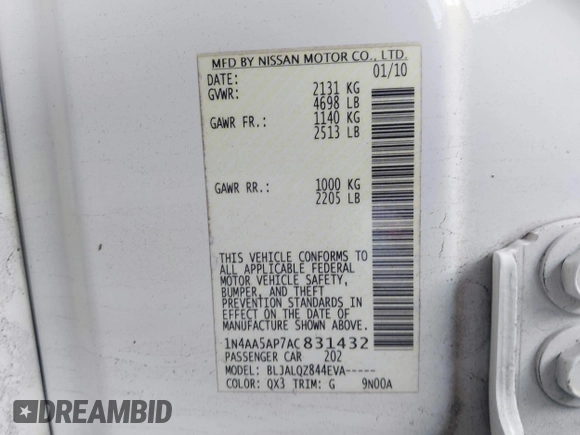 MFD BY NISSAN MOTOR CO., LTD.
DATE: 01/10
GVWR: 2131 KG
4698 LB
GAWR FR.: 1140 KG
2513 LB
GAWR RR.: 1000 KG
2205 LB
THIS VEHICLE CONFORMS TO
ALL APPLICABLE FEDERAL
MOTOR VEHICLE SAFETY,
BUMPER, AND THEFT
PREVENTION STANDARDS IN
EFFECT ON THE DATE OF
MANUFACTURE SHOWN ABOVE.
1N4AA5AP7AC831432
PASSENGER CAR 202
MODEL: BLJALQZ844EVA-----
COLOR: QX3 TRIM: G 9N00A
DREAMBID